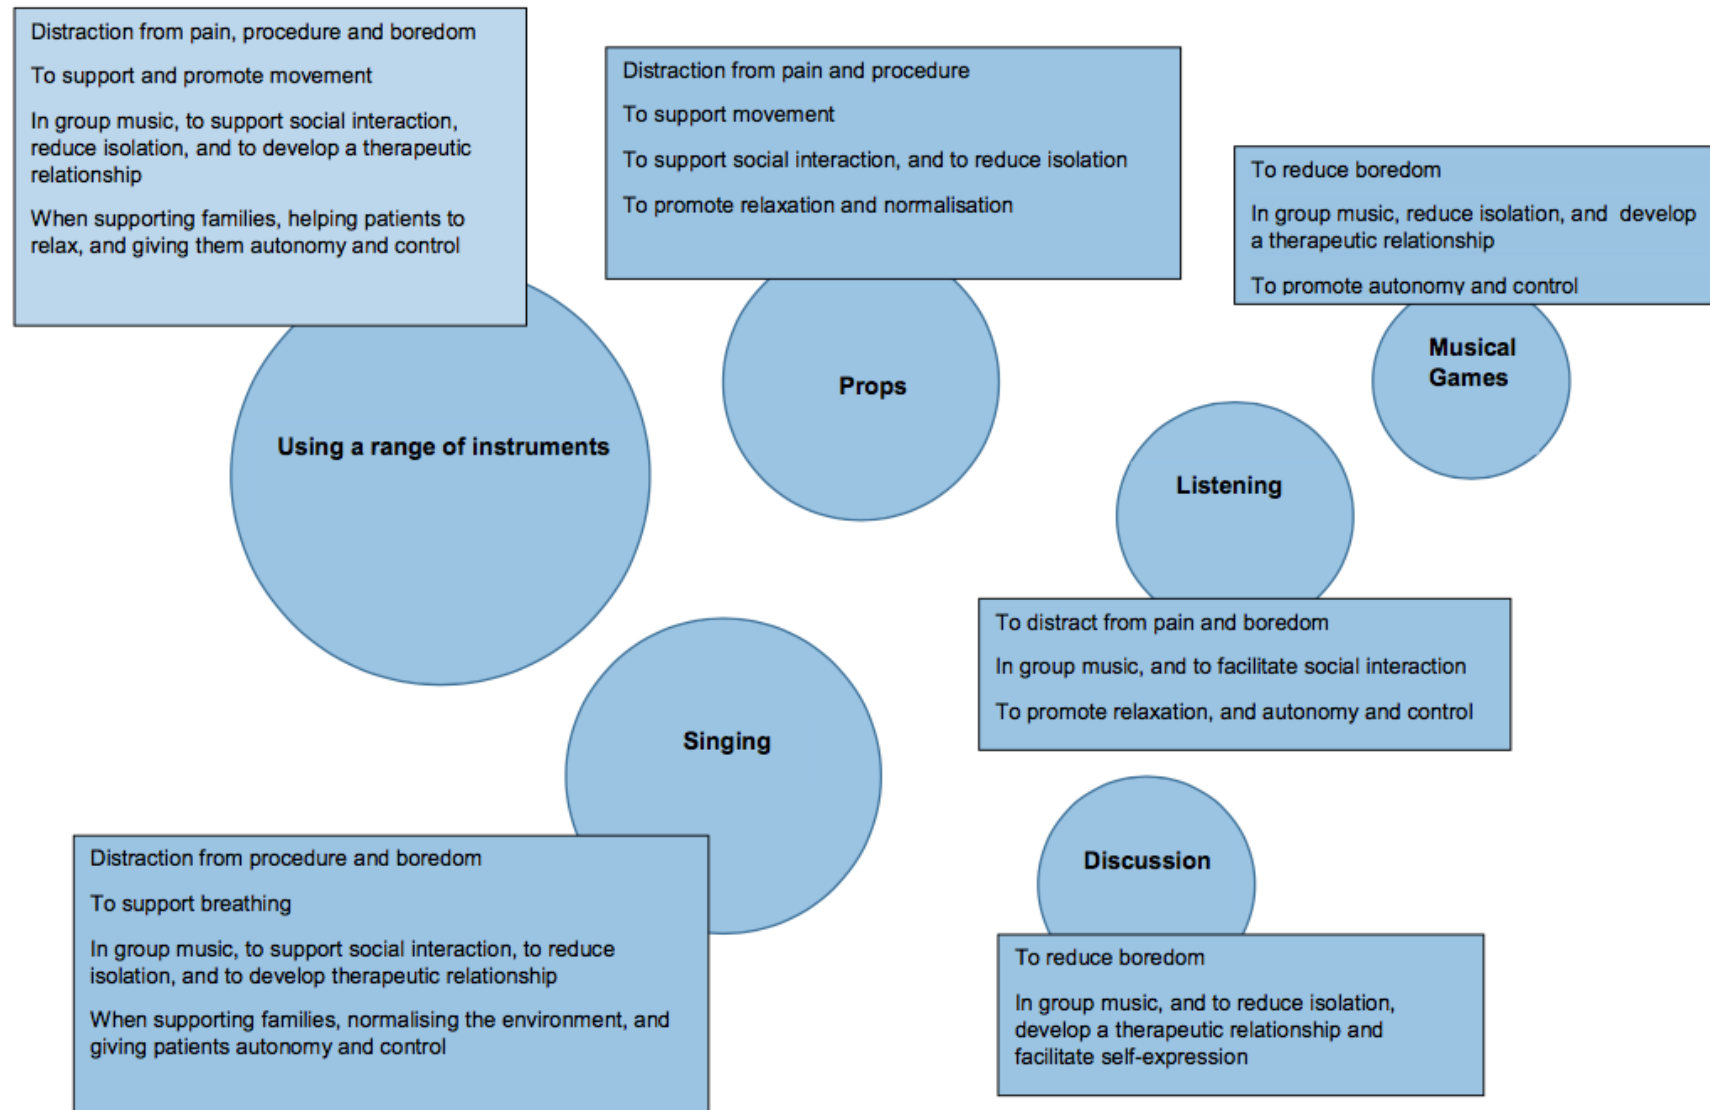 Distraction from pain, procedure and boredom
To support and promote movement
In group music, to support social interaction,
reduce isolation, and to develop a therapeutic
relationship
When supporting families, helping patients to
relax, and giving them autonomy and control
Using a range of instruments
Distraction from pain and procedure
To support movement
To support social interaction, and to reduce isolation
To promote relaxation and normalisation
Props
To reduce boredom
In group music, reduce isolation, and develop
a therapeutic relationship
To promote autonomy and control
Musical
Games
Listening
To distract from pain and boredom
In group music, and to facilitate social interaction
To promote relaxation, and autonomy and control
Singing
Distraction from procedure and boredom
To support breathing
In group music, to support social interaction, to reduce
isolation, and to develop therapeutic relationship
When supporting families, normalising the environment, and
giving patients autonomy and control
Discussion
To reduce boredom
In group music, and to reduce isolation,
develop a therapeutic relationship and
facilitate self-expression